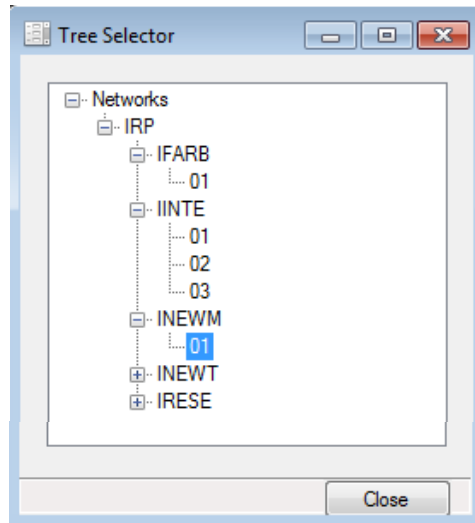 Tree Selector
Networks
IRP
IFARB
01
IINTE
01
02
03
INEWM
01
INEWT
IRESE
Close